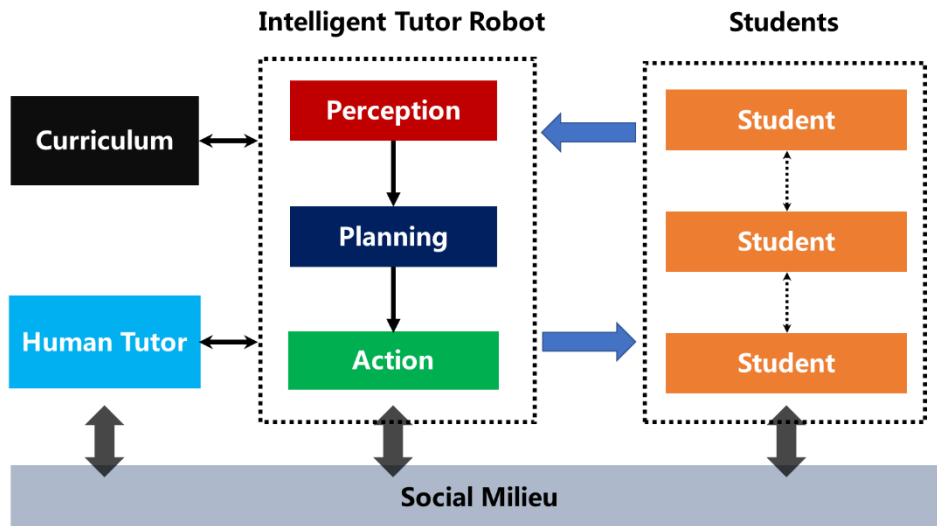 Intelligent Tutor Robot
Students
Curriculum
Human Tutor
Perception
Planning
Action
Student
Student
Student
Social Milieu